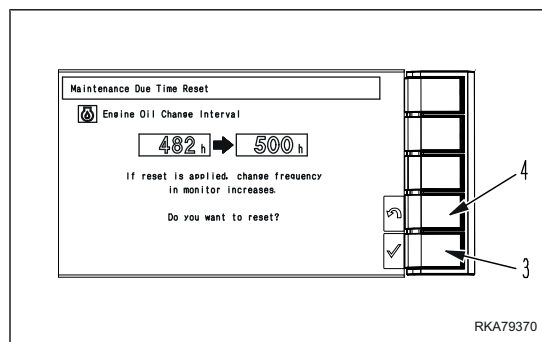 Maintenance Due Time Reset
Engine Oil Change Interval
482 h 500 h
If reset is applied, change frequency
in monitor increases.
Do you want to reset?
4
3
RKA79370